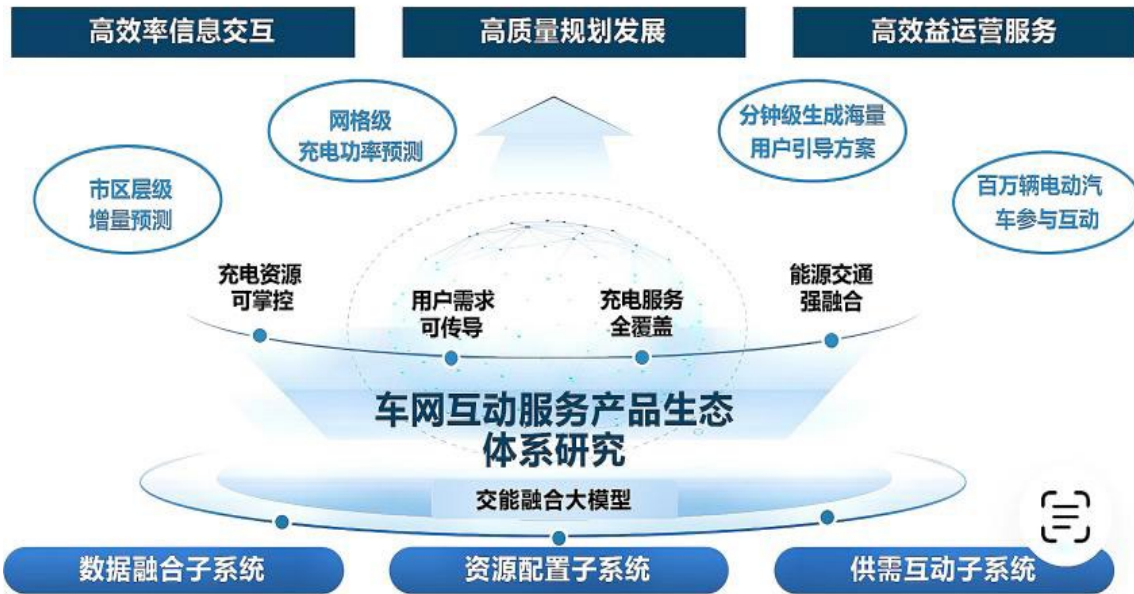 高效率信息交互
高质量规划发展
高效益运营服务
网格级
充电功率预测
分钟级生成海量
用户引导方案
市区层级
增量预测
百万辆电动汽
车参与互动
充电资源
可掌控
用户需求
可传导
充电服务
全覆盖
能源交通
强融合
车网互动服务产品生态
体系研究
交能融合大模型
数据融合子系统
资源配置子系统
供需互动子系统